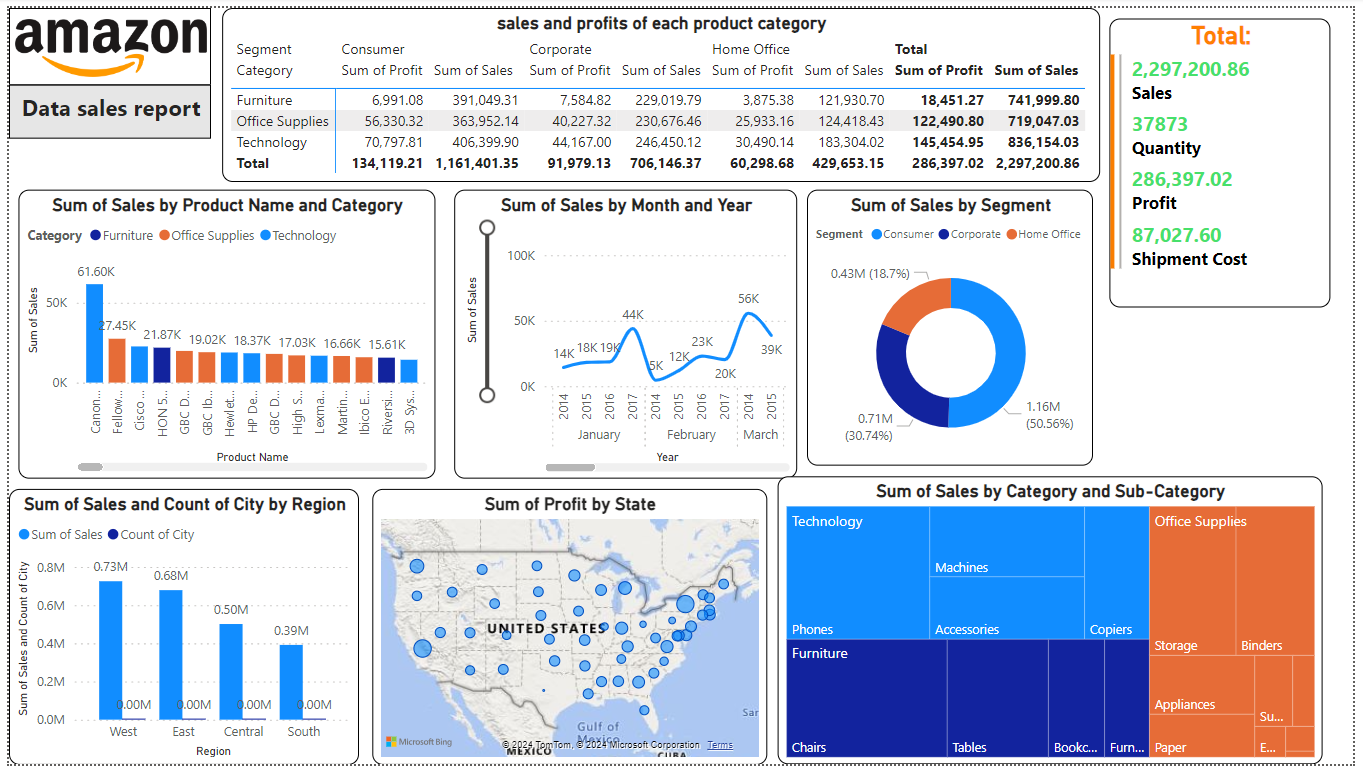 amazon
Data sales report
sales and profits of each product category
Segment Consumer Corporate Home Office Total
Category Sum of Profit Sum of Sales Sum of Profit Sum of Sales Sum of Profit Sum of Sales Sum of Profit Sum of Sales
Furniture 6,991.08 391,049.31 7,584.82 229,019.79 3,875.38 121,930.70 18,451.27 741,999.80
Office Supplies 56,330.32 363,952.14 40,227.32 230,676.46 25,933.16 124,418.43 122,490.80 719,047.03
Technology 70,797.81 406,399.90 44,167.00 246,450.12 30,490.14 183,304.02 145,454.95 836,154.03
Total 134,119.21 1,161,401.35 91,979.13 706,146.37 60,298.68 429,653.15 286,397.02 2,297,200.86
Total:
2,297,200.86
Sales
37873
Quantity
286,397.02
Profit
87,027.60
Shipment Cost
Sum of Sales by Product Name and Category
Category Furniture Office Supplies Technology
Sum of Sales
50K
0K
61.60K
27.45K
21.87K
19.02K
18.37K
17.03K
16.66K
15.61K
Canon...
Fellow...
Cisco ...
HON 5...
GBC D...
GBC Ib...
Hewlet...
HP De...
GBC D...
High S...
Lexma...
Martin...
Ibico E...
Riversi...
3D Sys...
Product Name
Sum of Sales by Month and Year
Sum of Sales
100K
50K
0K
14K 18K 19K 44K 5K 12K 23K 20K 56K 39K
2014 2015 2016 2017 2014 2015 2016 2017 2014 2015
January February March
Year
Sum of Sales by Segment
Segment Consumer Corporate Home Office
0.43M (18.7%)
1.16M
(50.56%)
0.71M
(30.74%)
Sum of Sales and Count of City by Region
Sum of Sales Count of City
Sum of Sales and Count of City
0.8M
0.6M
0.4M
0.2M
0.0M
0.73M
0.68M
0.50M
0.39M
0.00M 0.00M 0.00M 0.00M
West East Central South
Region
Sum of Profit by State
UNITED STATES
Gulf of
Mexico
MEXICO
CUBA
Sar
Microsoft Bing
© 2024 TomTom, © 2024 Microsoft Corporation Terms
Sum of Sales by Category and Sub-Category
Technology
Phones
Machines
Accessories
Copiers
Furniture
Chairs
Tables
Bookc...
Furn...
Office Supplies
Storage
Binders
Appliances
Paper
Su...
E...